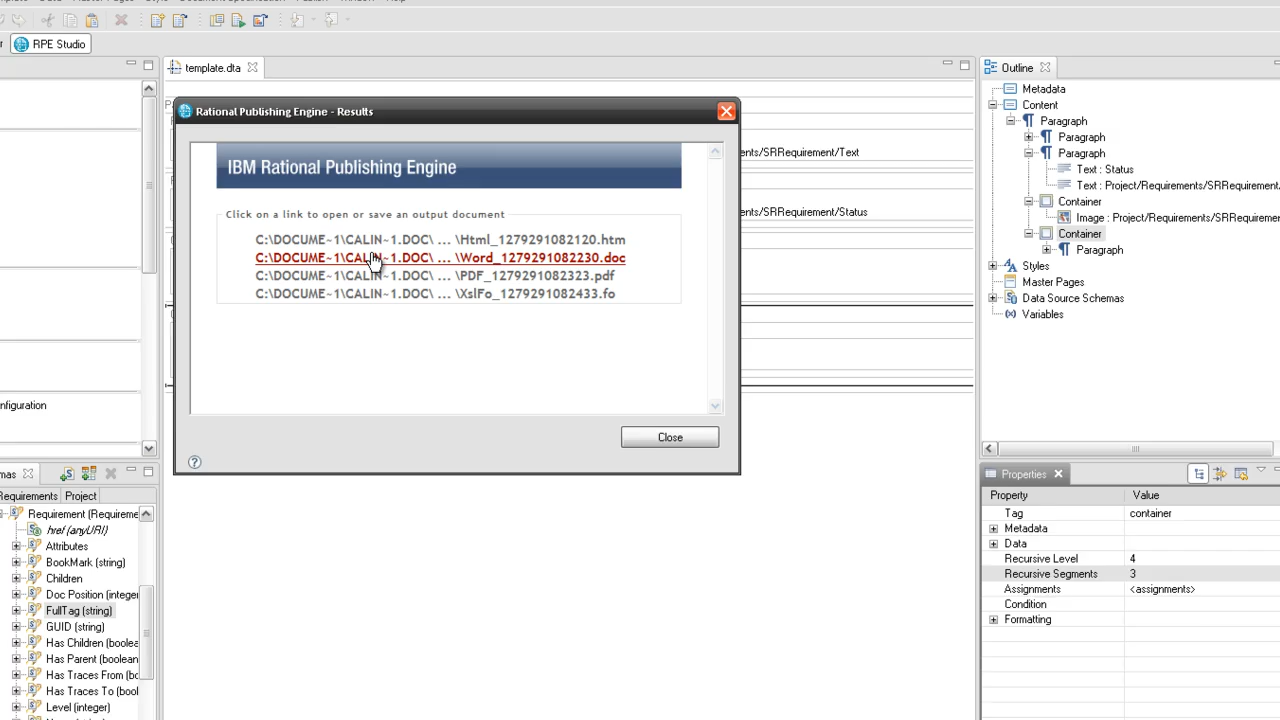 RPE Studio
template.dta
Outline
Metadata
Content
Paragraph
Paragraph
Paragraph
Text : Status
Text : Project/Requirements/SRRequirement
Container
Image : Project/Requirements/SRRequirement
Container
Paragraph
Styles
Master Pages
Data Source Schemas
Variables
Rational Publishing Engine - Results
IBM Rational Publishing Engine
Click on a link to open or save an output document
C:\DOCUME~1\CALIN~1.DOC\ ... \Html_1279291082120.htm
C:\DOCUME~1\CALIN~1.DOC\ ... \Word_1279291082230.doc
C:\DOCUME~1\CALIN~1.DOC\ ... \PDF_1279291082323.pdf
C:\DOCUME~1\CALIN~1.DOC\ ... \XslFo_1279291082433.fo
Close
ents/SRRequirement/Text
ents/SRRequirement/Status
nfiguration
mas
Requirements
Project
Requirement (Requireme
href (anyURI)
Attributes
BookMark (string)
Children
Doc Position (integer
FullTag (string)
GUID (string)
Has Children (boolea
Has Parent (boolean
Has Traces From (boo
Has Traces To (bool
Level (integer)
Properties
Property Value
Tag container
Metadata
Data
Recursive Level 4
Recursive Segments 3
Assignments <assignments>
Condition
Formatting